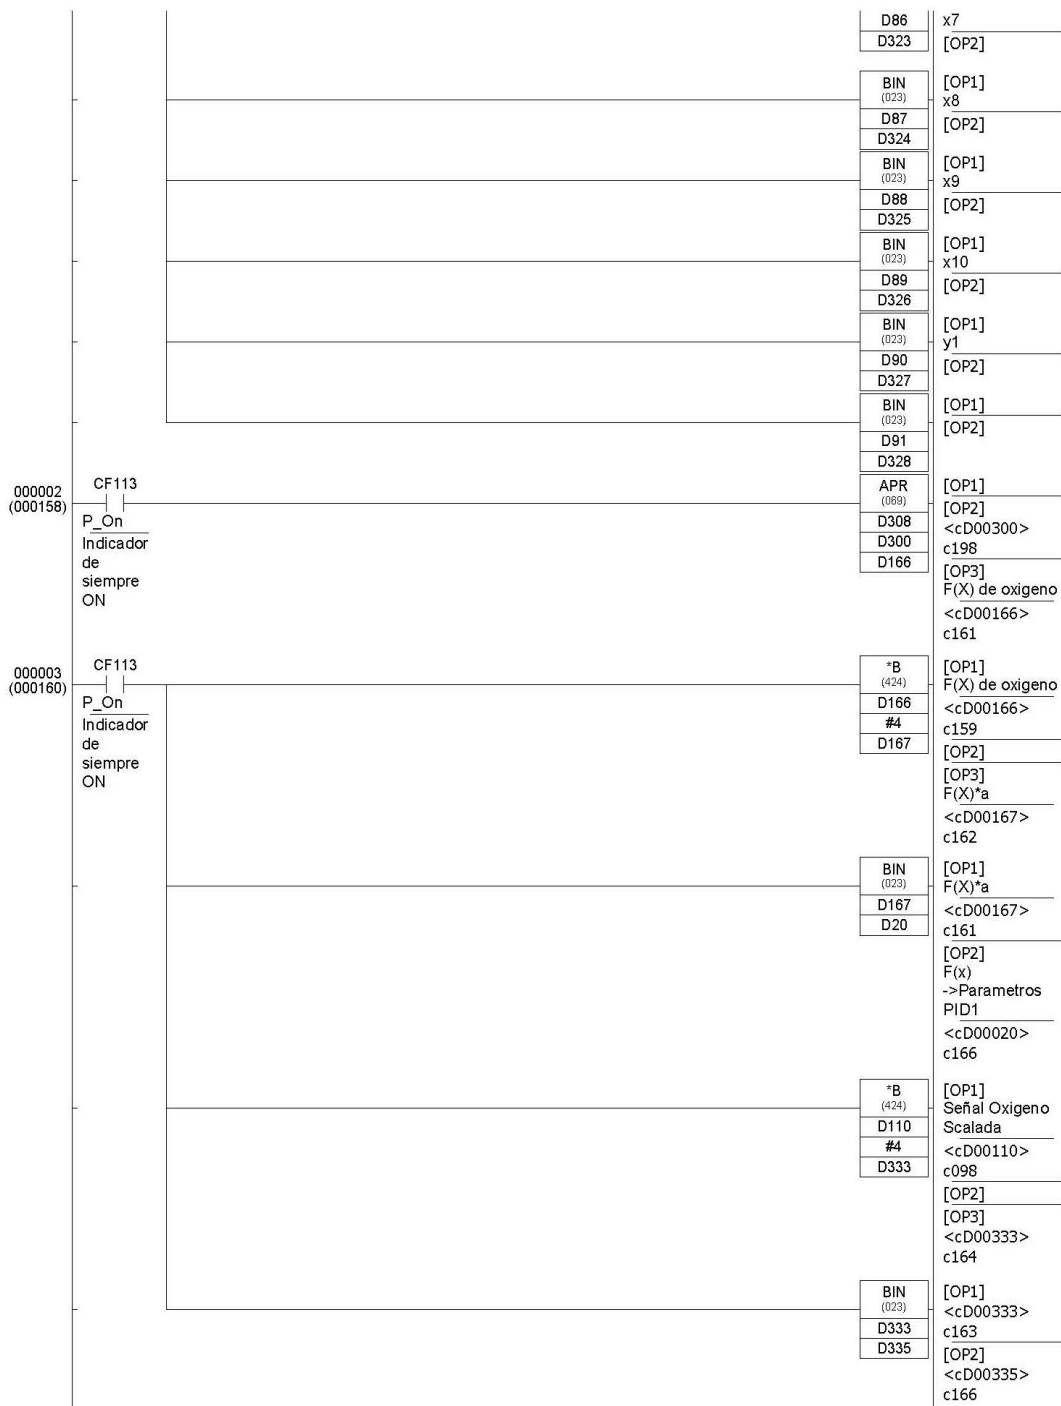 D86 x7
D323 [OP2]
BIN [OP1]
(023) x8
D87 [OP2]
D324
BIN [OP1]
(023) x9
D88 [OP2]
D325
BIN [OP1]
(023) x10
D89 [OP2]
D326
BIN [OP1]
(023) y1
D90 [OP2]
D327
BIN [OP1]
(023) [OP2]
D91
D328
000002
(000158)
CF113
P_On
Indicador
de
siempre
ON
APR
(069)
D308
D300
D166
[OP1]
[OP2]
<cD00300>
c198
[OP3]
F(X) de oxigeno
<cD00166>
c161
000003
(000160)
CF113
P_On
Indicador
de
siempre
ON
*B
(424)
D166
#4
D167
[OP1]
F(X) de oxigeno
<cD00166>
c159
[OP2]
[OP3]
F(X)*a
<cD00167>
c162
BIN
(023)
D167
D20
[OP1]
F(X)*a
<cD00167>
c161
[OP2]
F(x)
->Parametros
PID1
<cD00020>
c166
*B
(424)
D110
#4
D333
[OP1]
Señal Oxigeno
Scalada
<cD00110>
c098
[OP2]
[OP3]
<cD00333>
c164
BIN
(023)
D333
D335
[OP1]
<cD00333>
c163
[OP2]
<cD00335>
c166